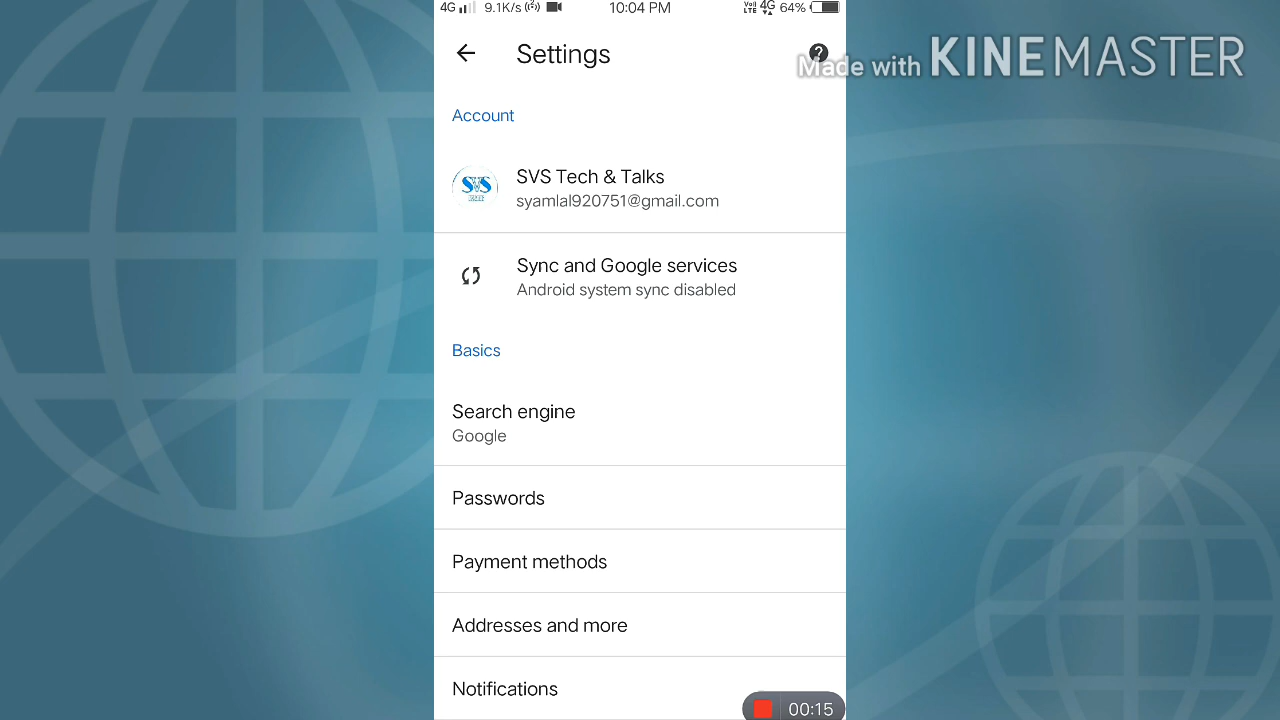 4G 9.1K/s 10:04 PM VoLTE 4G 64%
Settings
Made with KINEMASTER
Account
SVS
SVS Tech & Talks
syamlal920751@gmail.com
Sync and Google services
Android system sync disabled
Basics
Search engine
Google
Passwords
Payment methods
Addresses and more
Notifications
00:15